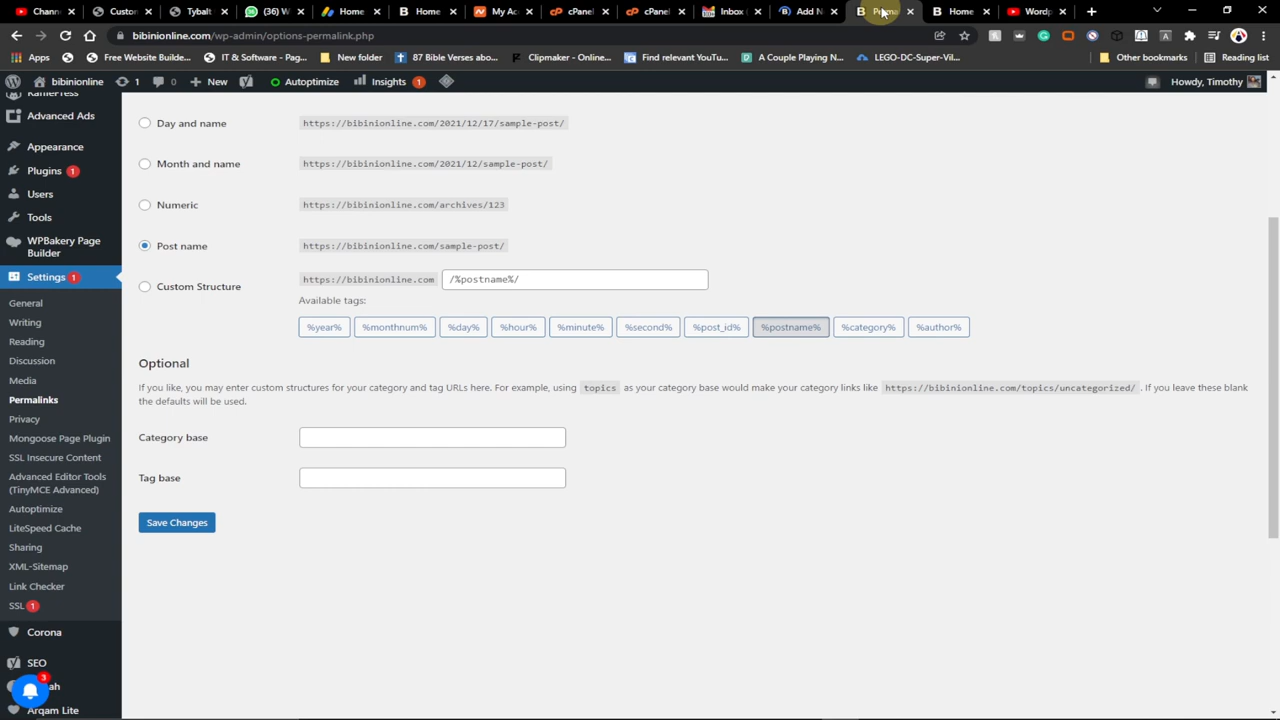 Chann
Custon
Tybalt
(36) W
Home
Home
My Ac
cPanel
cPanel
Inbox (
Add N
Perma
Home
Wordp
bibinionline.com/wp-admin/options-permalink.php
Apps
Free Website Builde...
IT & Software - Pag...
New folder
87 Bible Verses abo...
Clipmaker - Online...
Find relevant YouTu...
A Couple Playing N...
LEGO-DC-Super-Vil...
Other bookmarks
Reading list
bibinionline
1
0
New
Autoptimize
Insights 1
Howdy, Timothy
Advanced Ads
Appearance
Plugins 1
Users
Tools
WPBakery Page
Builder
Settings 1
General
Writing
Reading
Discussion
Media
Permalinks
Privacy
Mongoose Page Plugin
SSL Insecure Content
Advanced Editor Tools
(TinyMCE Advanced)
Autoptimize
LiteSpeed Cache
Sharing
XML-Sitemap
Link Checker
SSL 1
Corona
SEO
3
Arqam Lite
Day and name https://bibinionline.com/2021/12/17/sample-post/
Month and name https://bibinionline.com/2021/12/sample-post/
Numeric https://bibinionline.com/archives/123
Post name https://bibinionline.com/sample-post/
Custom Structure https://bibinionline.com /%postname%/
Available tags:
%year% %monthnum% %day% %hour% %minute% %second% %post_id% %postname% %category% %author%
Optional
If you like, you may enter custom structures for your category and tag URLs here. For example, using topics as your category base would make your category links like https://bibinionline.com/topics/uncategorized/ . If you leave these blank
the defaults will be used.
Category base
Tag base
Save Changes